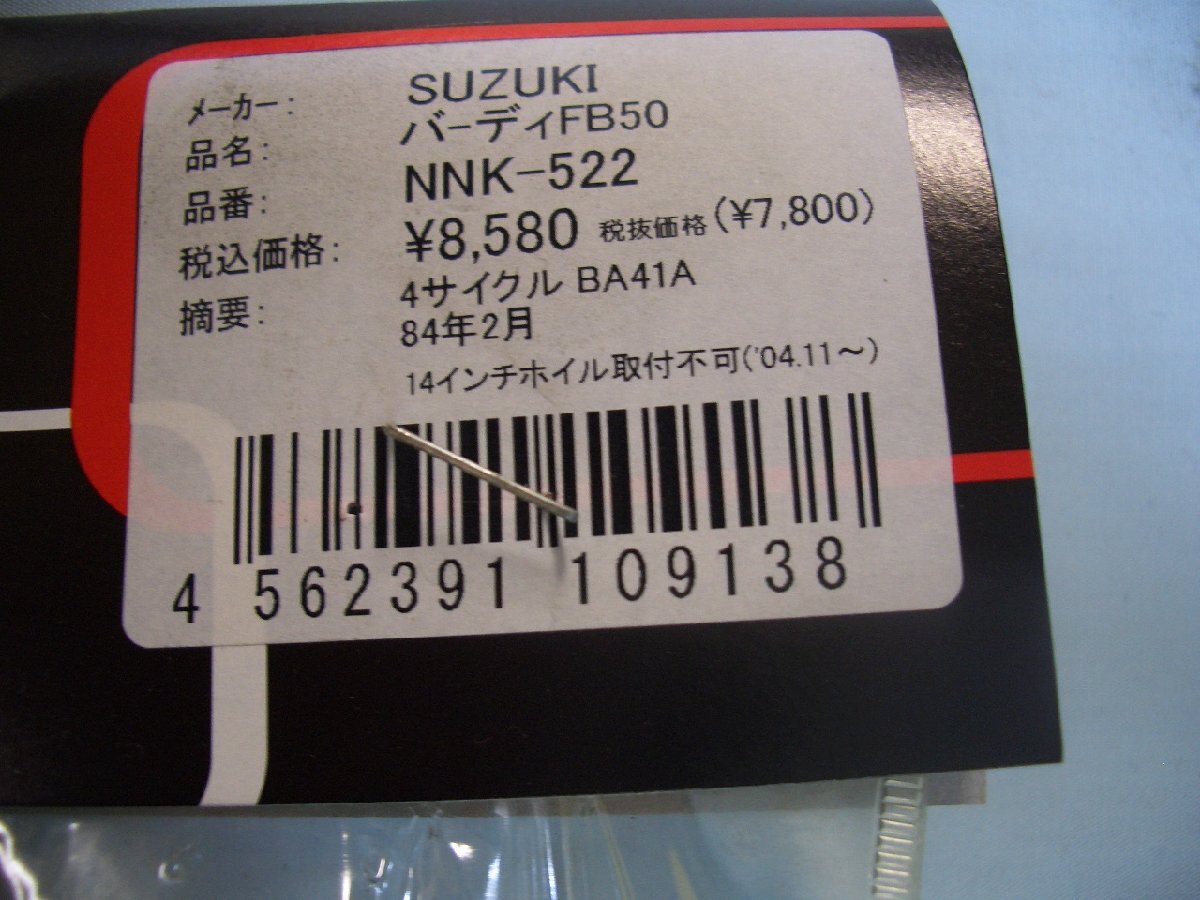 メーカー: SUZUKI
品名: バーディFB50
品番: NNK-522
税込価格: ¥8,580 税抜価格(¥7,800)
摘要: 4サイクル BA41A
84年2月
14インチホイル取付不可('04.11～)
4 562391 109138